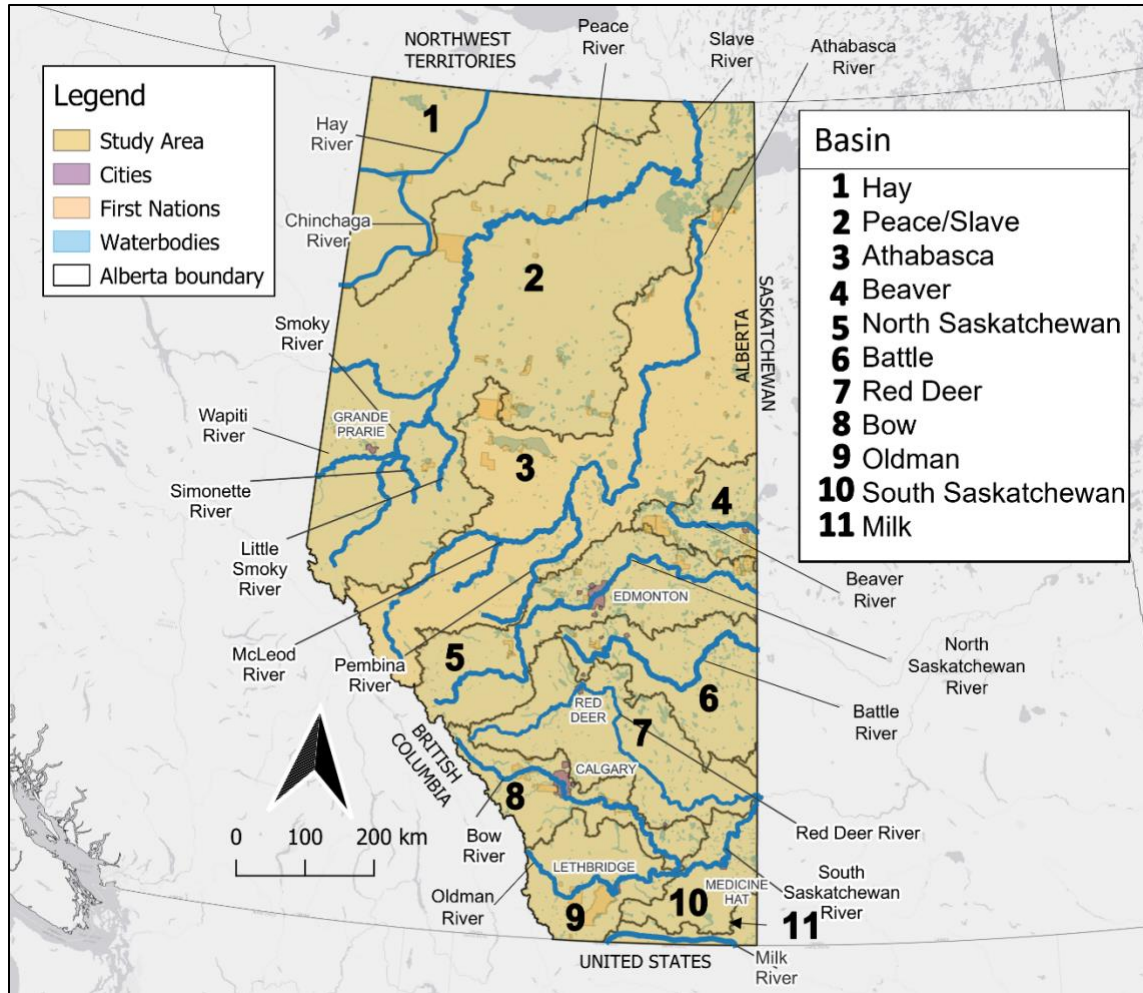 NORTHWEST
TERRITORIES
Peace
River
Slave
River
Athabasca
River
Legend
Study Area
Cities
First Nations
Waterbodies
Alberta boundary
Hay
River
Chinchaga
River
Smoky
River
Wapiti
River
GRANDE
PRARIE
Simonette
River
Little
Smoky
River
McLeod
River
Pembina
River
1
2
3
4
5
6
7
8
9
10
11
ALBERTA
SASKATCHEWAN
Basin
1 Hay
2 Peace/Slave
3 Athabasca
4 Beaver
5 North Saskatchewan
6 Battle
7 Red Deer
8 Bow
9 Oldman
10 South Saskatchewan
11 Milk
EDMONTON
Beaver
River
North
Saskatchewan
River
Battle
River
RED
DEER
BRITISH
COLUMBIA
CALGARY
0 100 200 km
Bow
River
Red Deer River
LETHBRIDGE
Oldman
River
MEDICINE
HAT
South
Saskatchewan
River
UNITED STATES
Milk
River